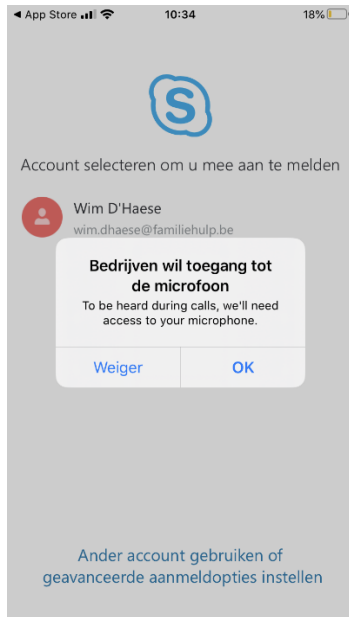 App Store 10:34 18%
S
Account selecteren om u mee aan te melden
Wim D'Haese
wim.dhaese@familiehulp.be
Bedrijven wil toegang tot
de microfoon
To be heard during calls, we'll need
access to your microphone.
Weiger OK
Ander account gebruiken of
geavanceerde aanmeldopties instellen